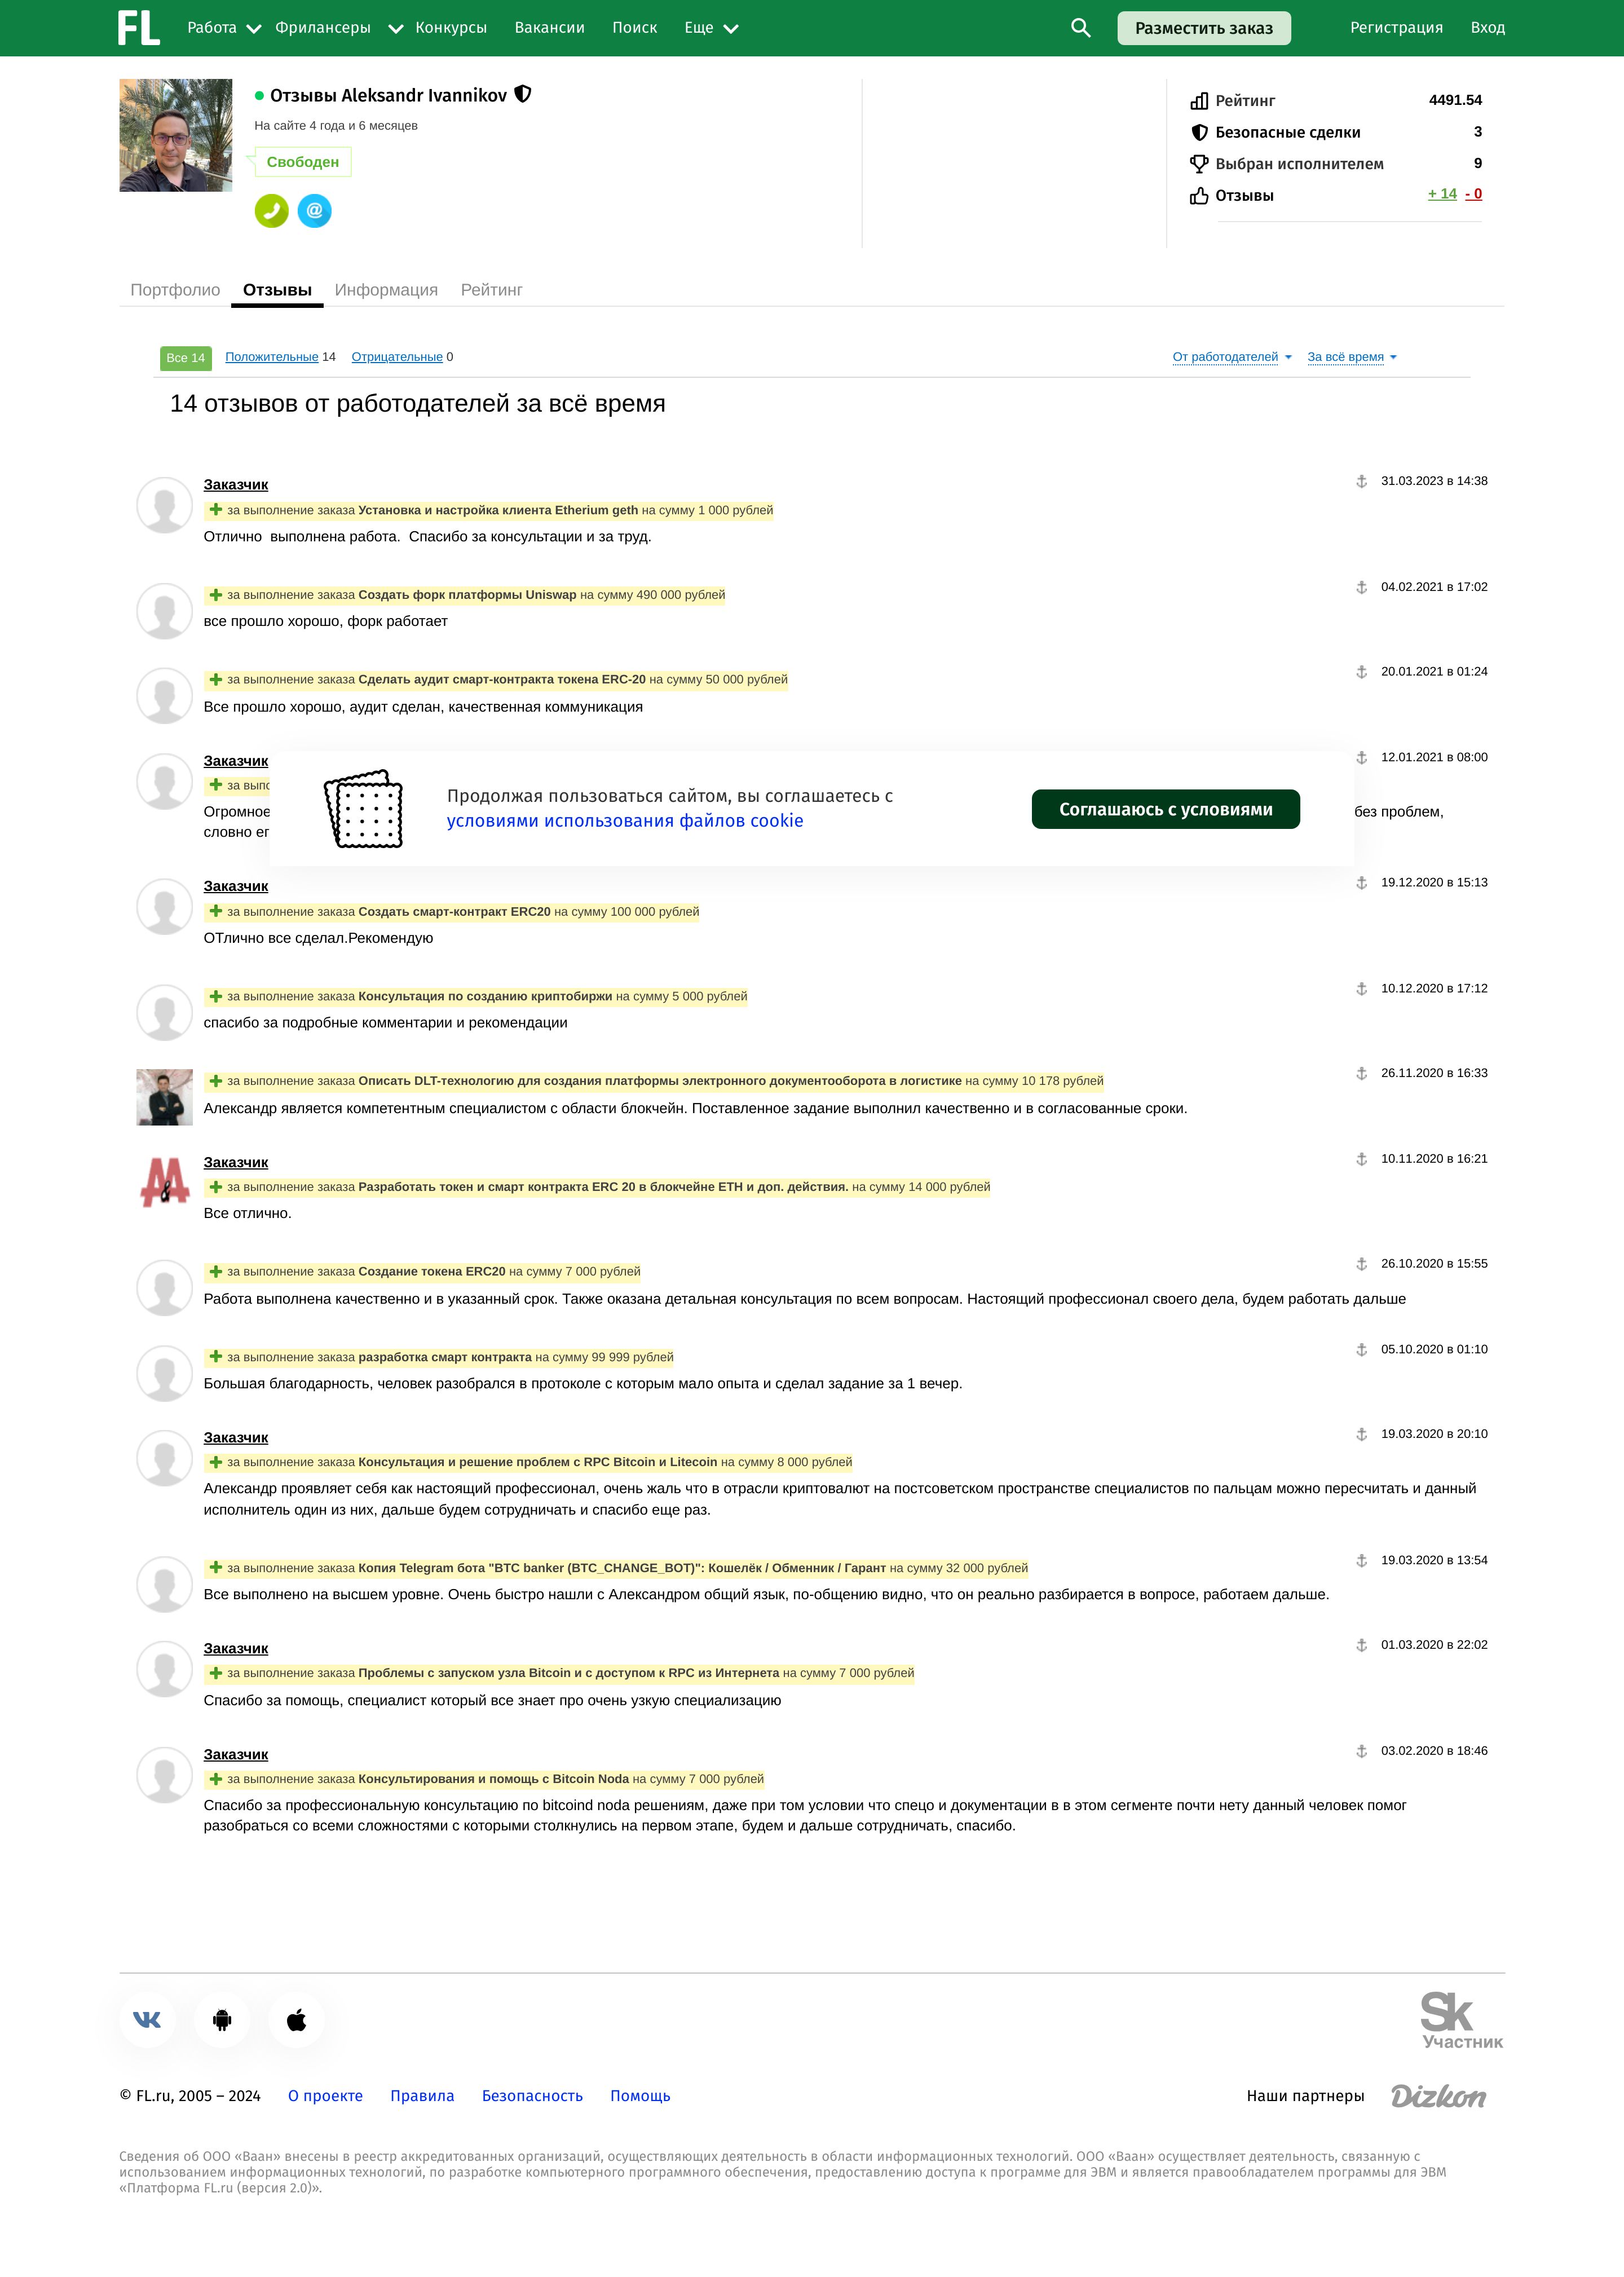 FL Работа Фрилансеры Конкурсы Вакансии Поиск Еще Разместить заказ Регистрация Вход
Отзывы Aleksandr Ivannikov
На сайте 4 года и 6 месяцев
Свободен
@
Рейтинг 4491.54
Безопасные сделки 3
Выбран исполнителем 9
Отзывы + 14 - 0
Портфолио Отзывы Информация Рейтинг
Все 14 Положительные 14 Отрицательные 0 От работодателей За всё время
14 отзывов от работодателей за всё время
Заказчик 31.03.2023 в 14:38
за выполнение заказа Установка и настройка клиента Etherium geth на сумму 1 000 рублей
Отлично  выполнена работа.  Спасибо за консультации и за труд.
04.02.2021 в 17:02
за выполнение заказа Создать форк платформы Uniswap на сумму 490 000 рублей
все прошло хорошо, форк работает
20.01.2021 в 01:24
за выполнение заказа Сделать аудит смарт-контракта токена ERC-20 на сумму 50 000 рублей
Все прошло хорошо, аудит сделан, качественная коммуникация
Заказчик 12.01.2021 в 08:00
за
Огромное без проблем,
словно
Продолжая пользоваться сайтом, вы соглашаетесь с
условиями использования файлов cookie
Соглашаюсь с условиями
Заказчик 19.12.2020 в 15:13
за выполнение заказа Создать смарт-контракт ERC20 на сумму 100 000 рублей
ОТлично все сделал.Рекомендую
10.12.2020 в 17:12
за выполнение заказа Консультация по созданию криптобиржи на сумму 5 000 рублей
спасибо за подробные комментарии и рекомендации
26.11.2020 в 16:33
за выполнение заказа Описать DLT-технологию для создания платформы электронного документооборота в логистике на сумму 10 178 рублей
Александр является компетентным специалистом с области блокчейн. Поставленное задание выполнил качественно и в согласованные сроки.
Заказчик 10.11.2020 в 16:21
за выполнение заказа Разработать токен и смарт контракта ERC 20 в блокчейне ETH и доп. действия. на сумму 14 000 рублей
Все отлично.
26.10.2020 в 15:55
за выполнение заказа Создание токена ERC20 на сумму 7 000 рублей
Работа выполнена качественно и в указанный срок. Также оказана детальная консультация по всем вопросам. Настоящий профессионал своего дела, будем работать дальше
05.10.2020 в 01:10
за выполнение заказа разработка смарт контракта на сумму 99 999 рублей
Большая благодарность, человек разобрался в протоколе с которым мало опыта и сделал задание за 1 вечер.
Заказчик 19.03.2020 в 20:10
за выполнение заказа Консультация и решение проблем с RPC Bitcoin и Litecoin на сумму 8 000 рублей
Александр проявляет себя как настоящий профессионал, очень жаль что в отрасли криптовалют на постсоветском пространстве специалистов по пальцам можно пересчитать и данный
исполнитель один из них, дальше будем сотрудничать и спасибо еще раз.
19.03.2020 в 13:54
за выполнение заказа Копия Telegram бота "BTC banker (BTC_CHANGE_BOT)": Кошелёк / Обменник / Гарант на сумму 32 000 рублей
Все выполнено на высшем уровне. Очень быстро нашли с Александром общий язык, по-общению видно, что он реально разбирается в вопросе, работаем дальше.
Заказчик 01.03.2020 в 22:02
за выполнение заказа Проблемы с запуском узла Bitcoin и с доступом к RPC из Интернета на сумму 7 000 рублей
Спасибо за помощь, специалист который все знает про очень узкую специализацию
Заказчик 03.02.2020 в 18:46
за выполнение заказа Консультирования и помощь с Bitcoin Noda на сумму 7 000 рублей
Спасибо за профессиональную консультацию по bitcoind noda решениям, даже при том условии что спецо и документации в в этом сегменте почти нету данный человек помог
разобраться со всеми сложностями с которыми столкнулись на первом этапе, будем и дальше сотрудничать, спасибо.
Sk
Участник
© FL.ru, 2005 – 2024 О проекте Правила Безопасность Помощь Наши партнеры Dizkon
Сведения об ООО «Ваан» внесены в реестр аккредитованных организаций, осуществляющих деятельность в области информационных технологий. ООО «Ваан» осуществляет деятельность, связанную с
использованием информационных технологий, по разработке компьютерного программного обеспечения, предоставлению доступа к программе для ЭВМ и является правообладателем программы для ЭВМ
«Платформа FL.ru (версия 2.0)».